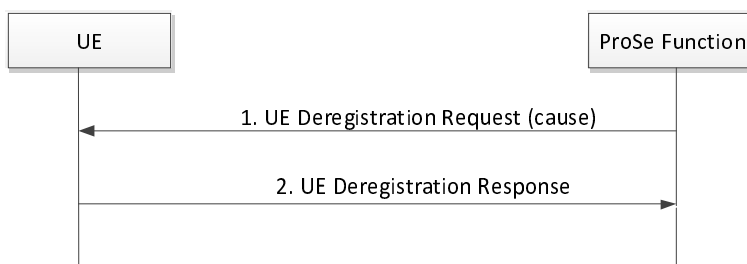 UE
ProSe Function
1. UE Deregistration Request (cause)
2. UE Deregistration Response